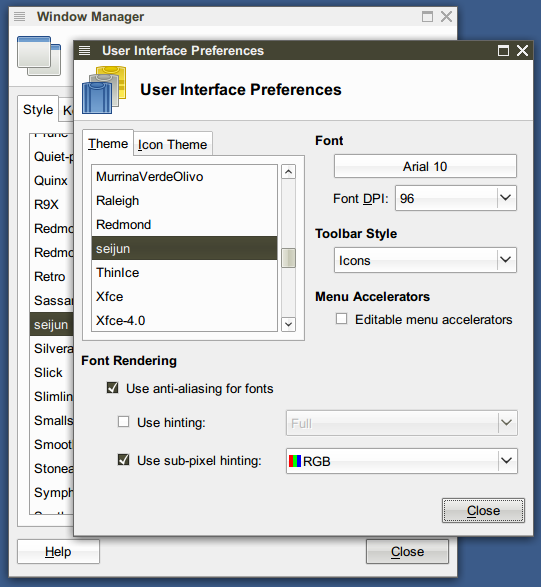 Window Manager
Style
Quiet-p
Quinx
R9X
Redmo
Redmo
Retro
Sassan
seijun
Silvera
Slick
Slimlin
Smalls
Smoot
Stonea
Symph
Help
Close
User Interface Preferences
User Interface Preferences
Theme
Icon Theme
MurrinaVerdeOlivo
Raleigh
Redmond
seijun
ThinIce
Xfce
Xfce-4.0
Font
Arial 10
Font DPI: 96
Toolbar Style
Icons
Menu Accelerators
Editable menu accelerators
Font Rendering
Use anti-aliasing for fonts
Use hinting: Full
Use sub-pixel hinting: RGB
Close